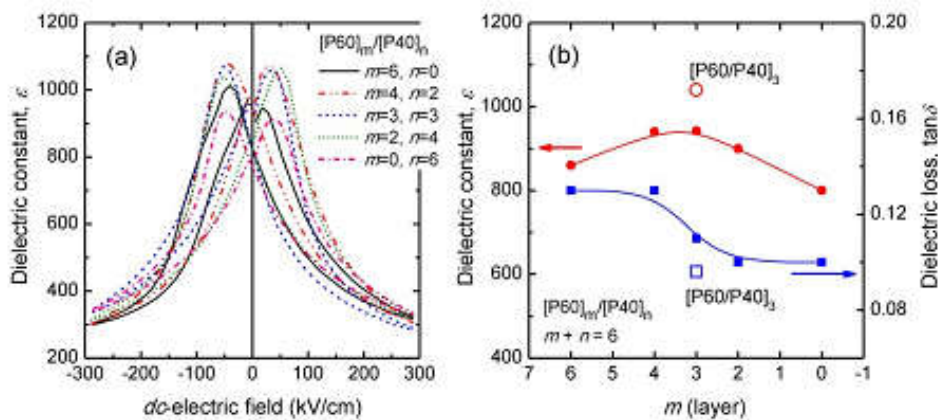 (a)
[P60]m/[P40]n
m=6, n=0
m=4, n=2
m=3, n=3
m=2, n=4
m=0, n=6
Dielectric constant, ε
1200
1000
800
600
400
200
-300 -200 -100 0 100 200 300
dc-electric field (kV/cm)
(b)
[P60/P40]3
[P60/P40]3
[P60]m/[P40]n
m + n = 6
Dielectric constant, ε
1200
1000
800
600
400
7 6 5 4 3 2 1 0 -1
m (layer)
0.20
0.16
0.12
0.08
Dielectric loss, tanδ